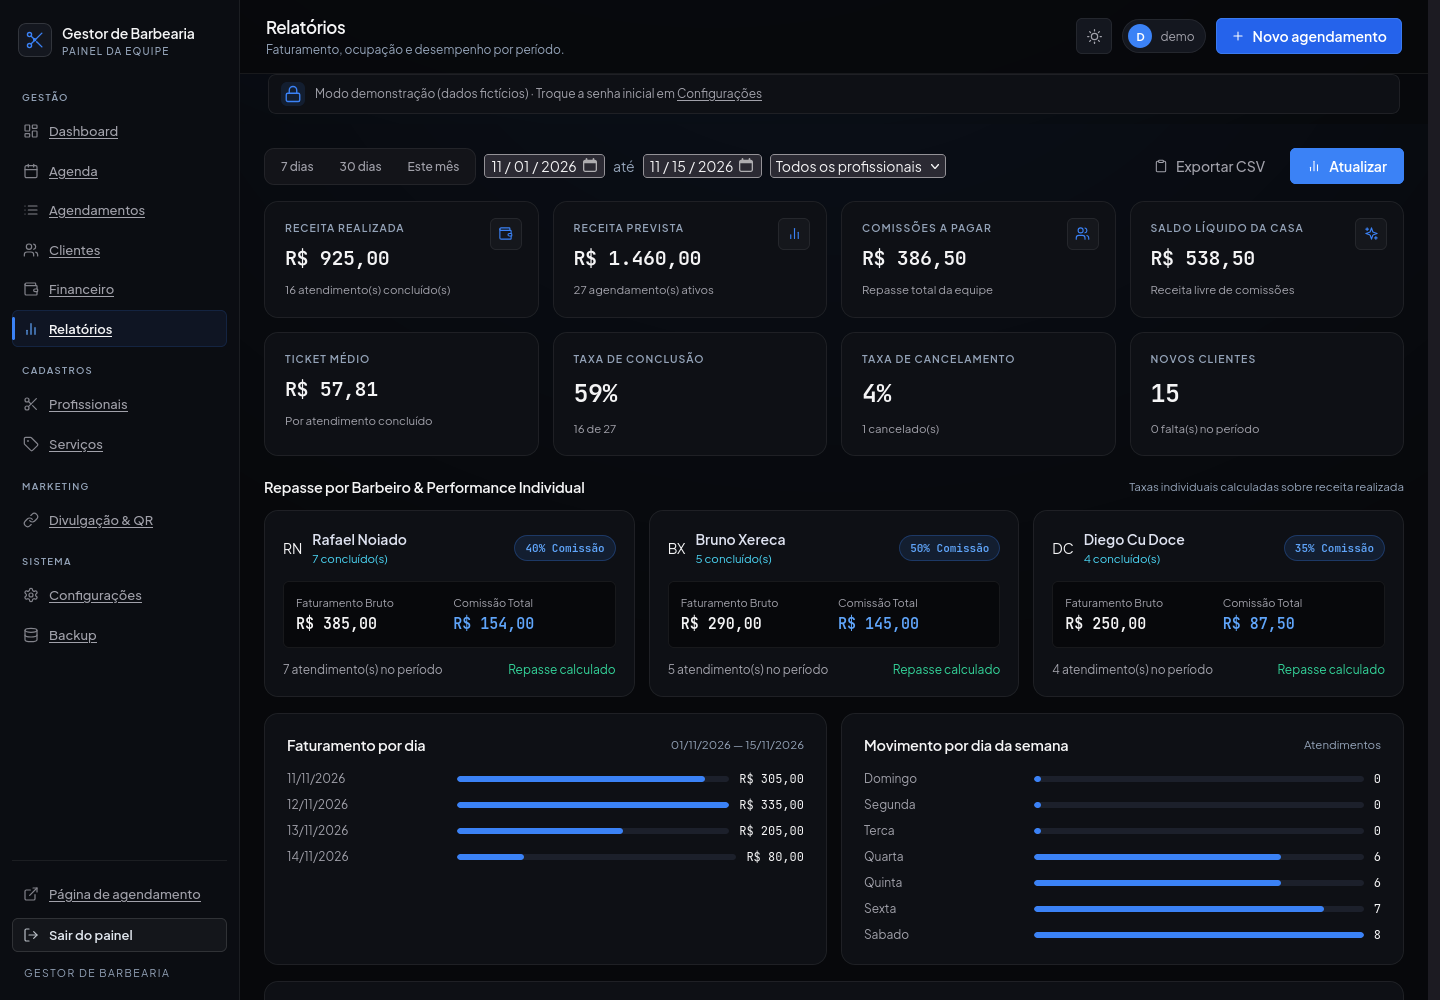 Gestor de Barbearia
PAINEL DA EQUIPE
GESTÃO
Dashboard
Agenda
Agendamentos
Clientes
Financeiro
Relatórios
CADASTROS
Profissionais
Serviços
MARKETING
Divulgação & QR
SISTEMA
Configurações
Backup
Página de agendamento
Sair do painel
GESTOR DE BARBEARIA
Relatórios
Faturamento, ocupação e desempenho por período.
D demo
Novo agendamento
Modo demonstração (dados fictícios) · Troque a senha inicial em Configurações
7 dias 30 dias Este mês 11/01/2026 até 11/15/2026 Todos os profissionais Exportar CSV Atualizar
RECEITA REALIZADA
R$ 925,00
16 atendimento(s) concluído(s)
RECEITA PREVISTA
R$ 1.460,00
27 agendamento(s) ativos
COMISSÕES A PAGAR
R$ 386,50
Repasse total da equipe
SALDO LÍQUIDO DA CASA
R$ 538,50
Receita livre de comissões
TICKET MÉDIO
R$ 57,81
Por atendimento concluído
TAXA DE CONCLUSÃO
59%
16 de 27
TAXA DE CANCELAMENTO
4%
1 cancelado(s)
NOVOS CLIENTES
15
0 falta(s) no período
Repasse por Barbeiro & Performance Individual
Taxas individuais calculadas sobre receita realizada
RN Rafael Noiado
7 concluído(s)
40% Comissão
Faturamento Bruto Comissão Total
R$ 385,00 R$ 154,00
7 atendimento(s) no período Repasse calculado
BX Bruno Xereca
5 concluído(s)
50% Comissão
Faturamento Bruto Comissão Total
R$ 290,00 R$ 145,00
5 atendimento(s) no período Repasse calculado
DC Diego Cu Doce
4 concluído(s)
35% Comissão
Faturamento Bruto Comissão Total
R$ 250,00 R$ 87,50
4 atendimento(s) no período Repasse calculado
Faturamento por dia 01/11/2026 — 15/11/2026
11/11/2026 R$ 305,00
12/11/2026 R$ 335,00
13/11/2026 R$ 205,00
14/11/2026 R$ 80,00
Movimento por dia da semana Atendimentos
Domingo 0
Segunda 0
Terca 0
Quarta 6
Quinta 6
Sexta 7
Sabado 8